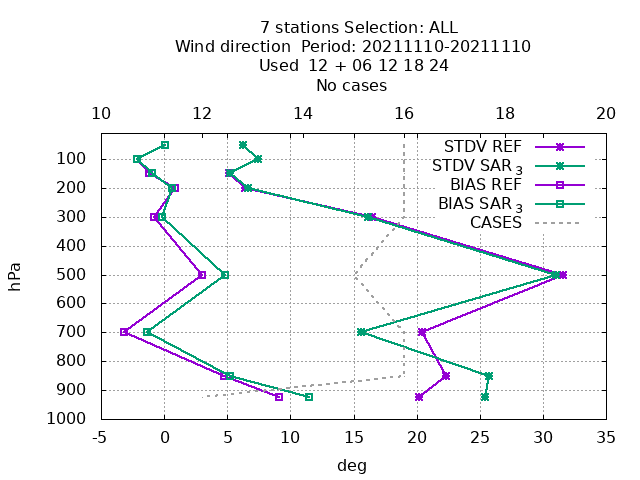 7 stations Selection: ALL
Wind direction  Period: 20211110-20211110
Used  12 + 06 12 18 24
No cases
10 12 14 16 18 20
STDV REF
STDV SAR 3
BIAS REF
BIAS SAR 3
CASES
100
200
300
400
500
600
700
800
900
1000
hPa
-5 0 5 10 15 20 25 30 35
deg